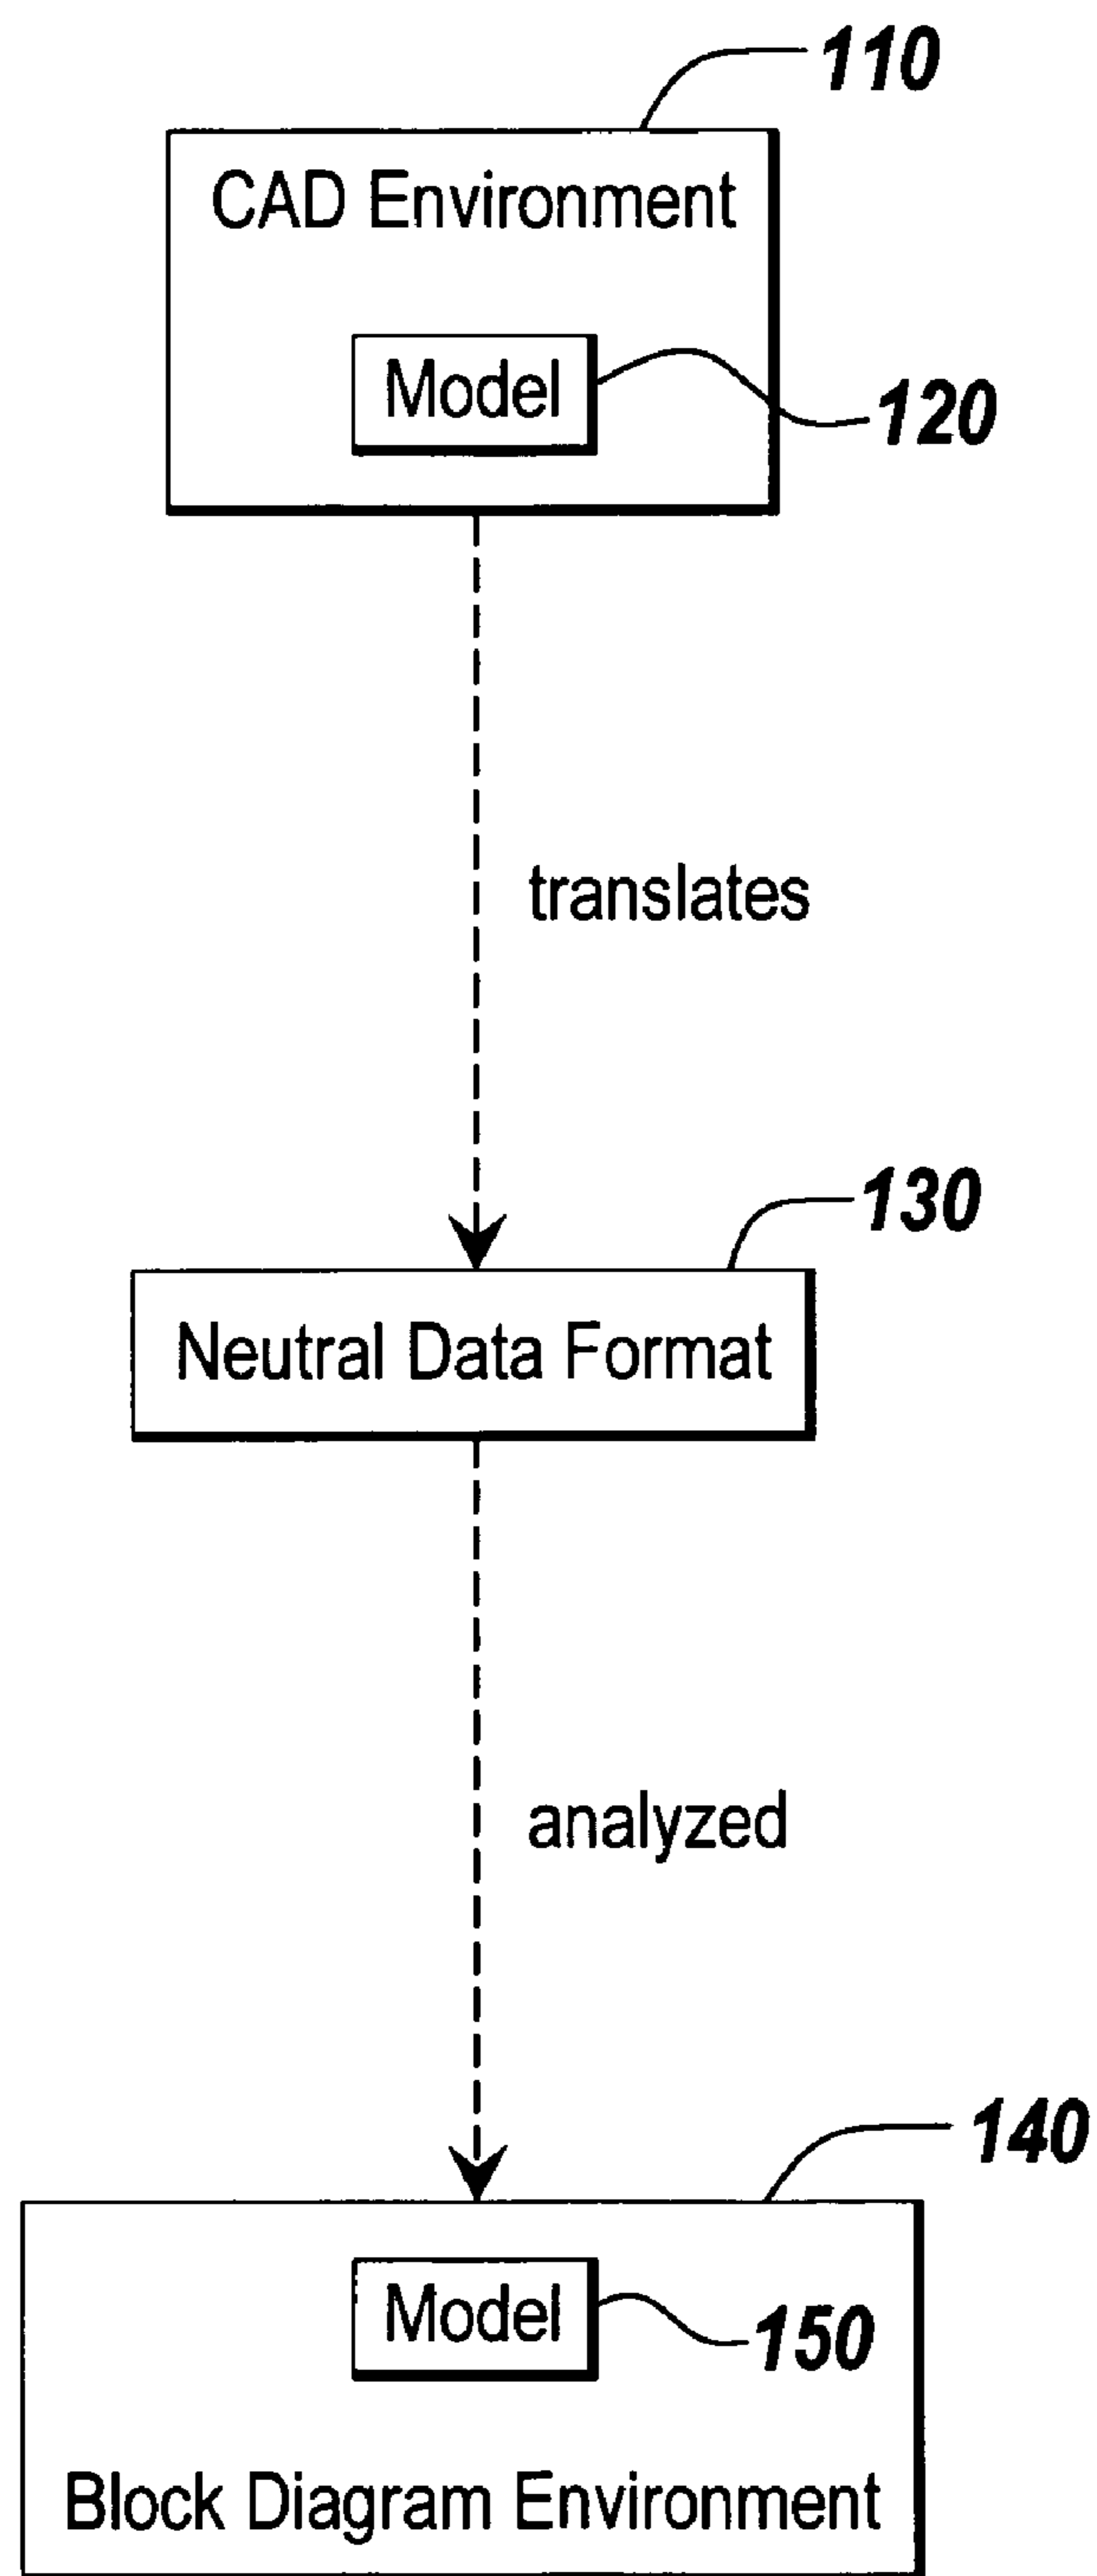 110
CAD Environment
Model
120
translates
130
Neutral Data Format
analyzed
140
Model
150
Block Diagram Environment